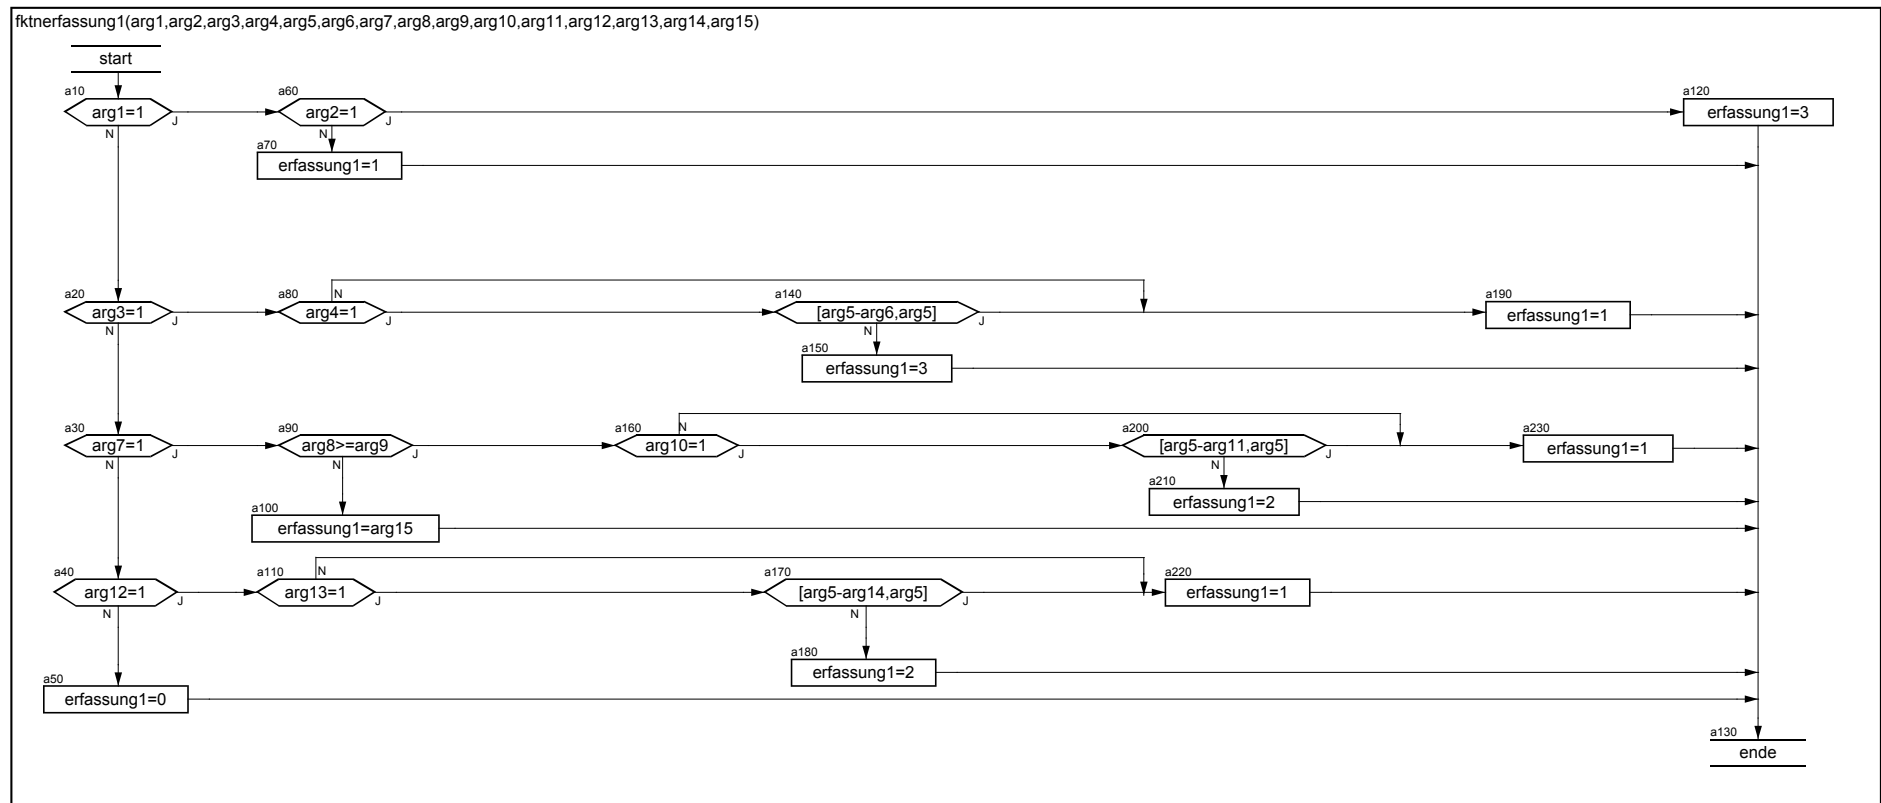 fktnerfassung1(arg1,arg2,arg3,arg4,arg5,arg6,arg7,arg8,arg9,arg10,arg11,arg12,arg13,arg14,arg15)
start
a10
arg1=1
J
N
a60
arg2=1
J
N
a120
erfassung1=3
a70
erfassung1=1
a20
arg3=1
J
N
a80
N
arg4=1
J
a140
[arg5-arg6,arg5]
J
N
a190
erfassung1=1
a150
erfassung1=3
a30
arg7=1
J
N
a90
arg8>=arg9
J
N
a160
N
arg10=1
J
a200
[arg5-arg11,arg5]
J
N
a230
erfassung1=1
a210
erfassung1=2
a100
erfassung1=arg15
a40
arg12=1
J
N
a110
N
arg13=1
J
a170
[arg5-arg14,arg5]
J
N
a220
erfassung1=1
a180
erfassung1=2
a50
erfassung1=0
a130
ende